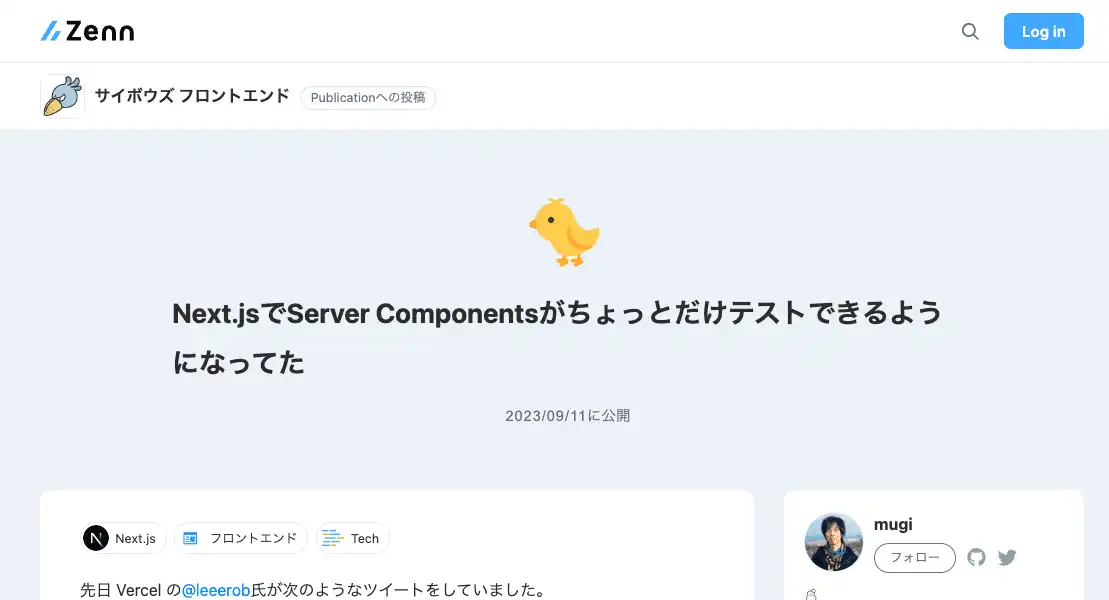 Zenn
Log in
サイボウズ フロントエンド
Publicationへの投稿
Next.jsでServer Componentsがちょっとだけテストできるよう
になってた
2023/09/11に公開
N Next.js
フロントエンド
Tech
先日 Vercel の@leeerob氏が次のようなツイートをしていました。
mugi
フォロー